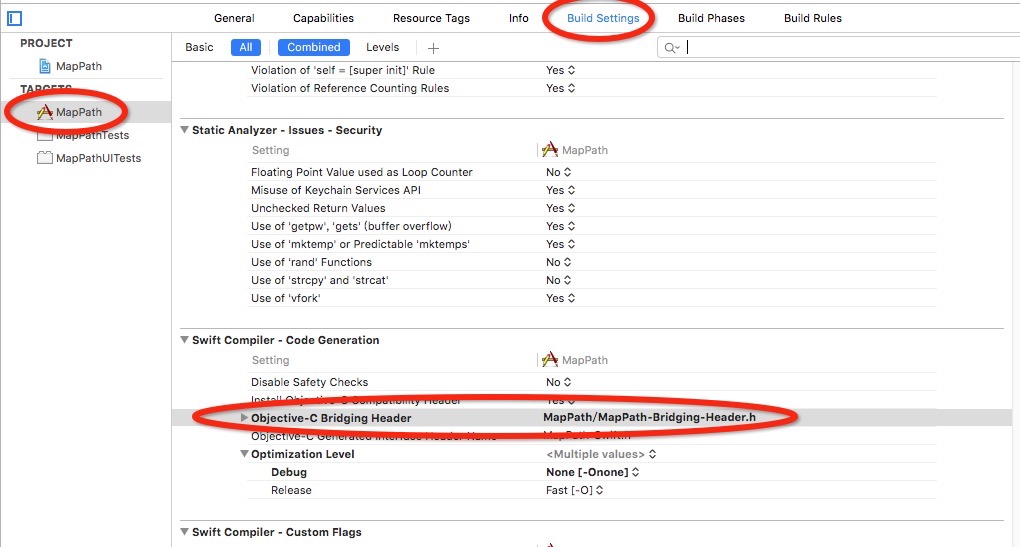 General Capabilities Resource Tags Info Build Settings Build Phases Build Rules
PROJECT
MapPath
TARGETS
MapPath
MapPathTests
MapPathUITests
Basic All Combined Levels +
Violation of 'self = [super init]' Rule Yes
Violation of Reference Counting Rules Yes
Static Analyzer - Issues - Security
Setting MapPath
Floating Point Value used as Loop Counter No
Misuse of Keychain Services API Yes
Unchecked Return Values Yes
Use of 'getpw', 'gets' (buffer overflow) Yes
Use of 'mktemp' or Predictable 'mktemps' Yes
Use of 'rand' Functions No
Use of 'strcpy' and 'strcat' No
Use of 'vfork' Yes
Swift Compiler - Code Generation
Setting MapPath
Disable Safety Checks No
Install Objective-C Compatibility Header Yes
Objective-C Bridging Header MapPath/MapPath-Bridging-Header.h
Objective-C Generated Interface Header Name MapPath-Swift.h
Optimization Level <Multiple values>
Debug None [-Onone]
Release Fast [-O]
Swift Compiler - Custom Flags